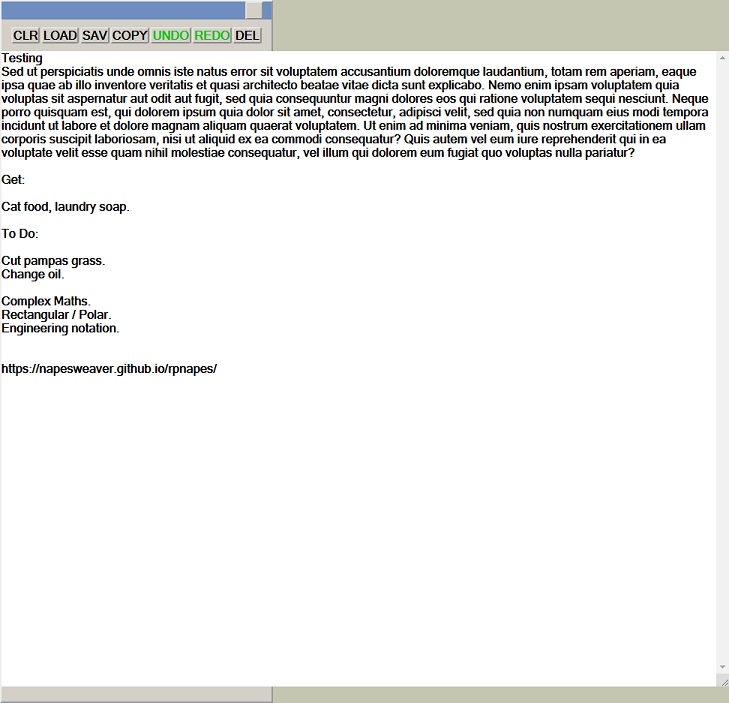 CLR LOAD SAV COPY UNDO REDO DEL
Testing
Sed ut perspiciatis unde omnis iste natus error sit voluptatem accusantium doloremque laudantium, totam rem aperiam, eaque
ipsa quae ab illo inventore veritatis et quasi architecto beatae vitae dicta sunt explicabo. Nemo enim ipsam voluptatem quia
voluptas sit aspernatur aut odit aut fugit, sed quia consequuntur magni dolores eos qui ratione voluptatem sequi nesciunt. Neque
porro quisquam est, qui dolorem ipsum quia dolor sit amet, consectetur, adipisci velit, sed quia non numquam eius modi tempora
incidunt ut labore et dolore magnam aliquam quaerat voluptatem. Ut enim ad minima veniam, quis nostrum exercitationem ullam
corporis suscipit laboriosam, nisi ut aliquid ex ea commodi consequatur? Quis autem vel eum iure reprehenderit qui in ea
voluptate velit esse quam nihil molestiae consequatur, vel illum qui dolorem eum fugiat quo voluptas nulla pariatur?
Get:
Cat food, laundry soap.
To Do:
Cut pampas grass.
Change oil.
Complex Maths.
Rectangular / Polar.
Engineering notation.
https://napesweaver.github.io/rpnapes/